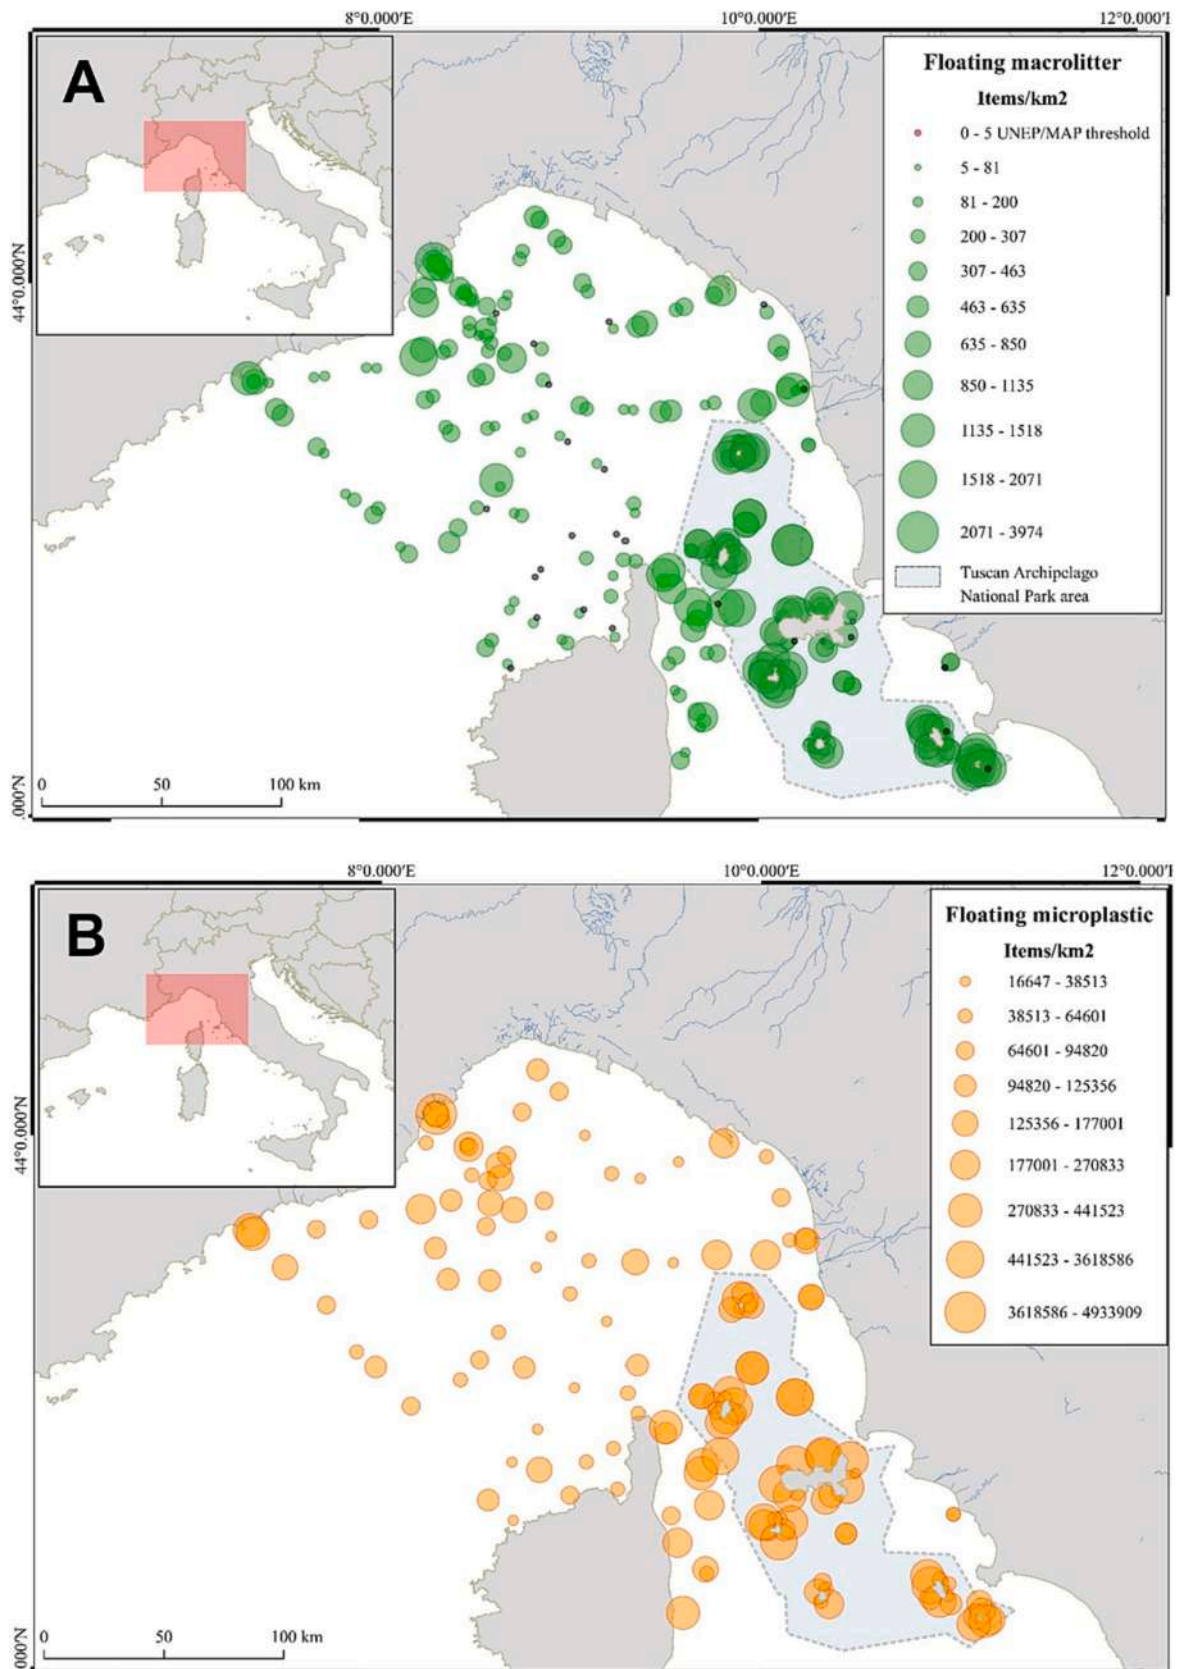 8°0.000'E 10°0.000'E 12°0.000'I
A
44°0.000'N
.000'N
Floating macrolitter
Items/km2
0 - 5 UNEP/MAP threshold
5 - 81
81 - 200
200 - 307
307 - 463
463 - 635
635 - 850
850 - 1135
1135 - 1518
1518 - 2071
2071 - 3974
Tuscan Archipelago
National Park area
0 50 100 km
8°0.000'E 10°0.000'E 12°0.000'I
B
44°0.000'N
000'N
Floating microplastic
Items/km2
16647 - 38513
38513 - 64601
64601 - 94820
94820 - 125356
125356 - 177001
177001 - 270833
270833 - 441523
441523 - 3618586
3618586 - 4933909
0 50 100 km